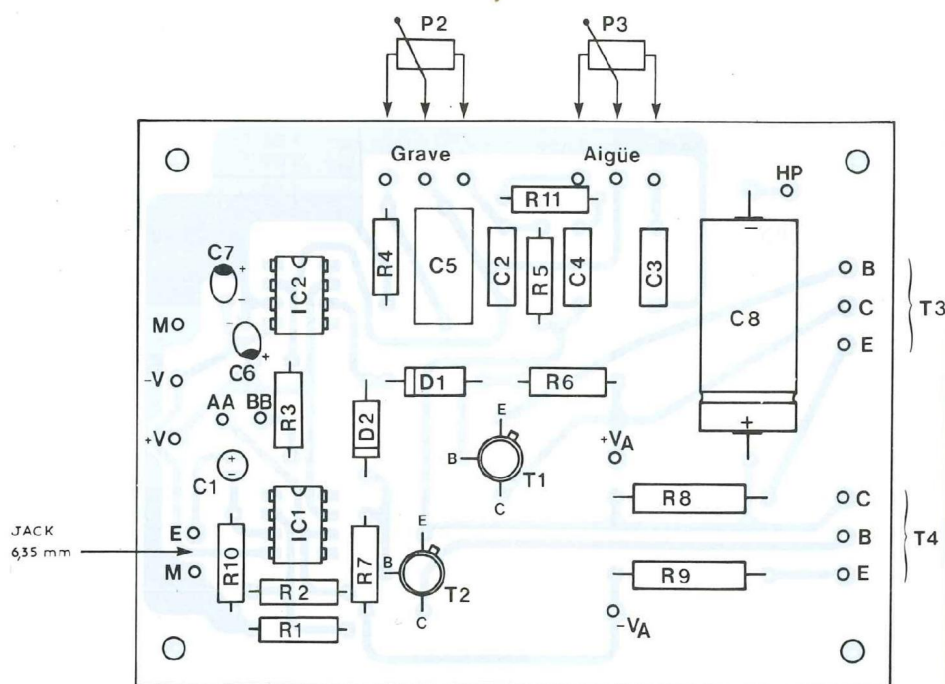 P2 P3
Grave Aigüe
HP
R11
C7 R4 C5 C2 R5 C4 C3
B
IC2
C T3
M C8
E
C6
-V D1 R6
AA BB R3 D2
+V
E +VA
B T1
C1 C
R8 C
JACK
6,35 mm
E IC1 E
B T4
M R10 R7 B T2 R9 E
R2
C
R1 -VA
+ - - + + - - +